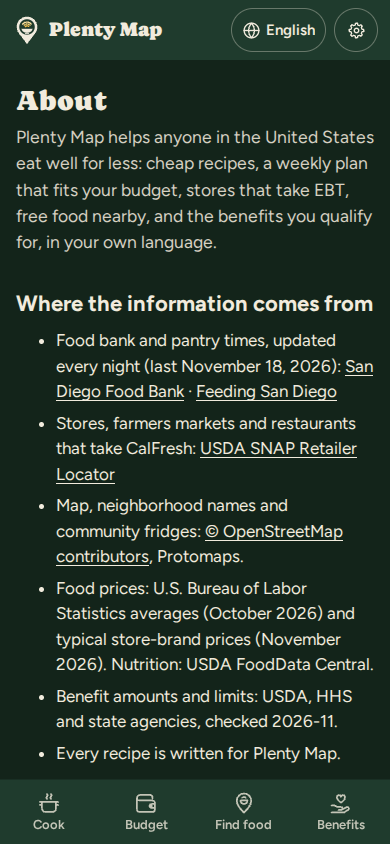 Plenty Map
English
About
Plenty Map helps anyone in the United States
eat well for less: cheap recipes, a weekly plan
that fits your budget, stores that take EBT,
free food nearby, and the benefits you qualify
for, in your own language.
Where the information comes from
• Food bank and pantry times, updated
every night (last November 18, 2026): San
Diego Food Bank · Feeding San Diego
• Stores, farmers markets and restaurants
that take CalFresh: USDA SNAP Retailer
Locator
• Map, neighborhood names and
community fridges: © OpenStreetMap
contributors, Protomaps.
• Food prices: U.S. Bureau of Labor
Statistics averages (October 2026) and
typical store-brand prices (November
2026). Nutrition: USDA FoodData Central.
• Benefit amounts and limits: USDA, HHS
and state agencies, checked 2026-11.
• Every recipe is written for Plenty Map.
Cook
Budget
Find food
Benefits